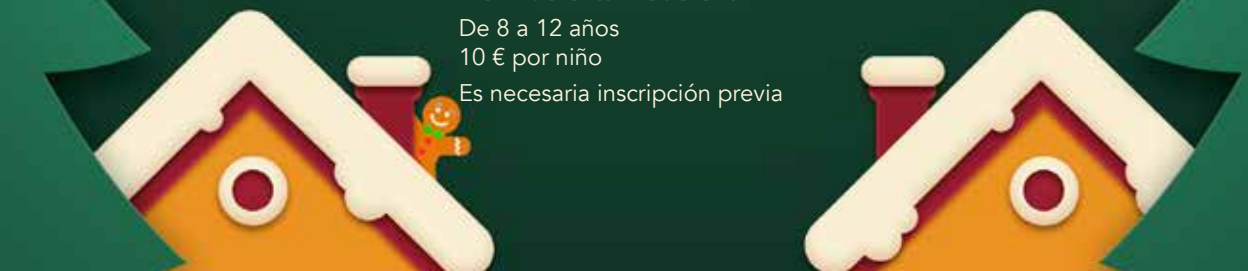 De 8 a 12 años
10 € por niño
Es necesaria inscripción previa